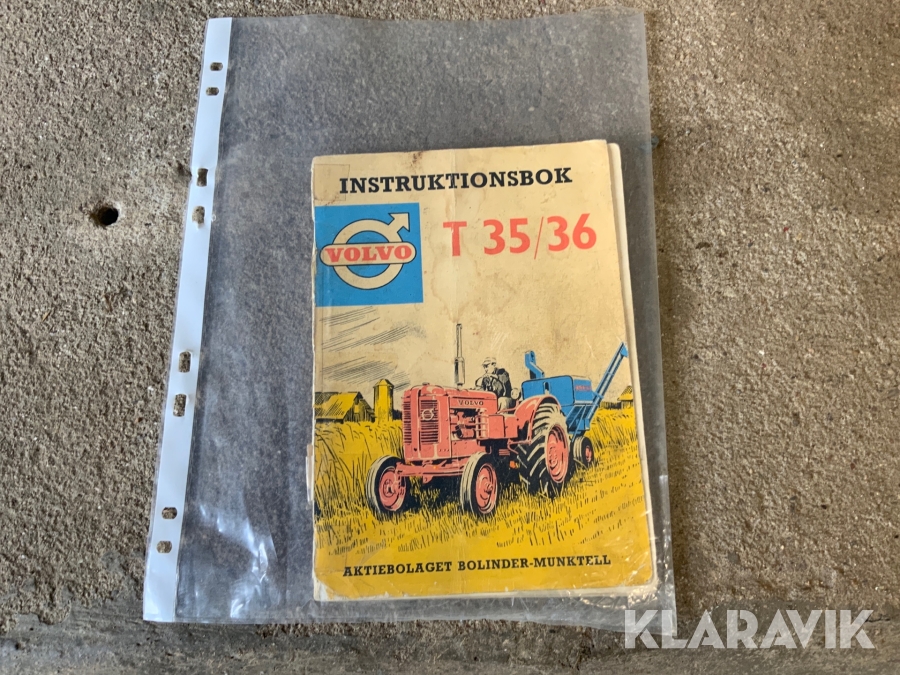 INSTRUKTIONSBOK
VOLVO
T 35/36
VOLVO
AKTIEBOLAGET BOLINDER-MUNKTELL
KLARAVIK